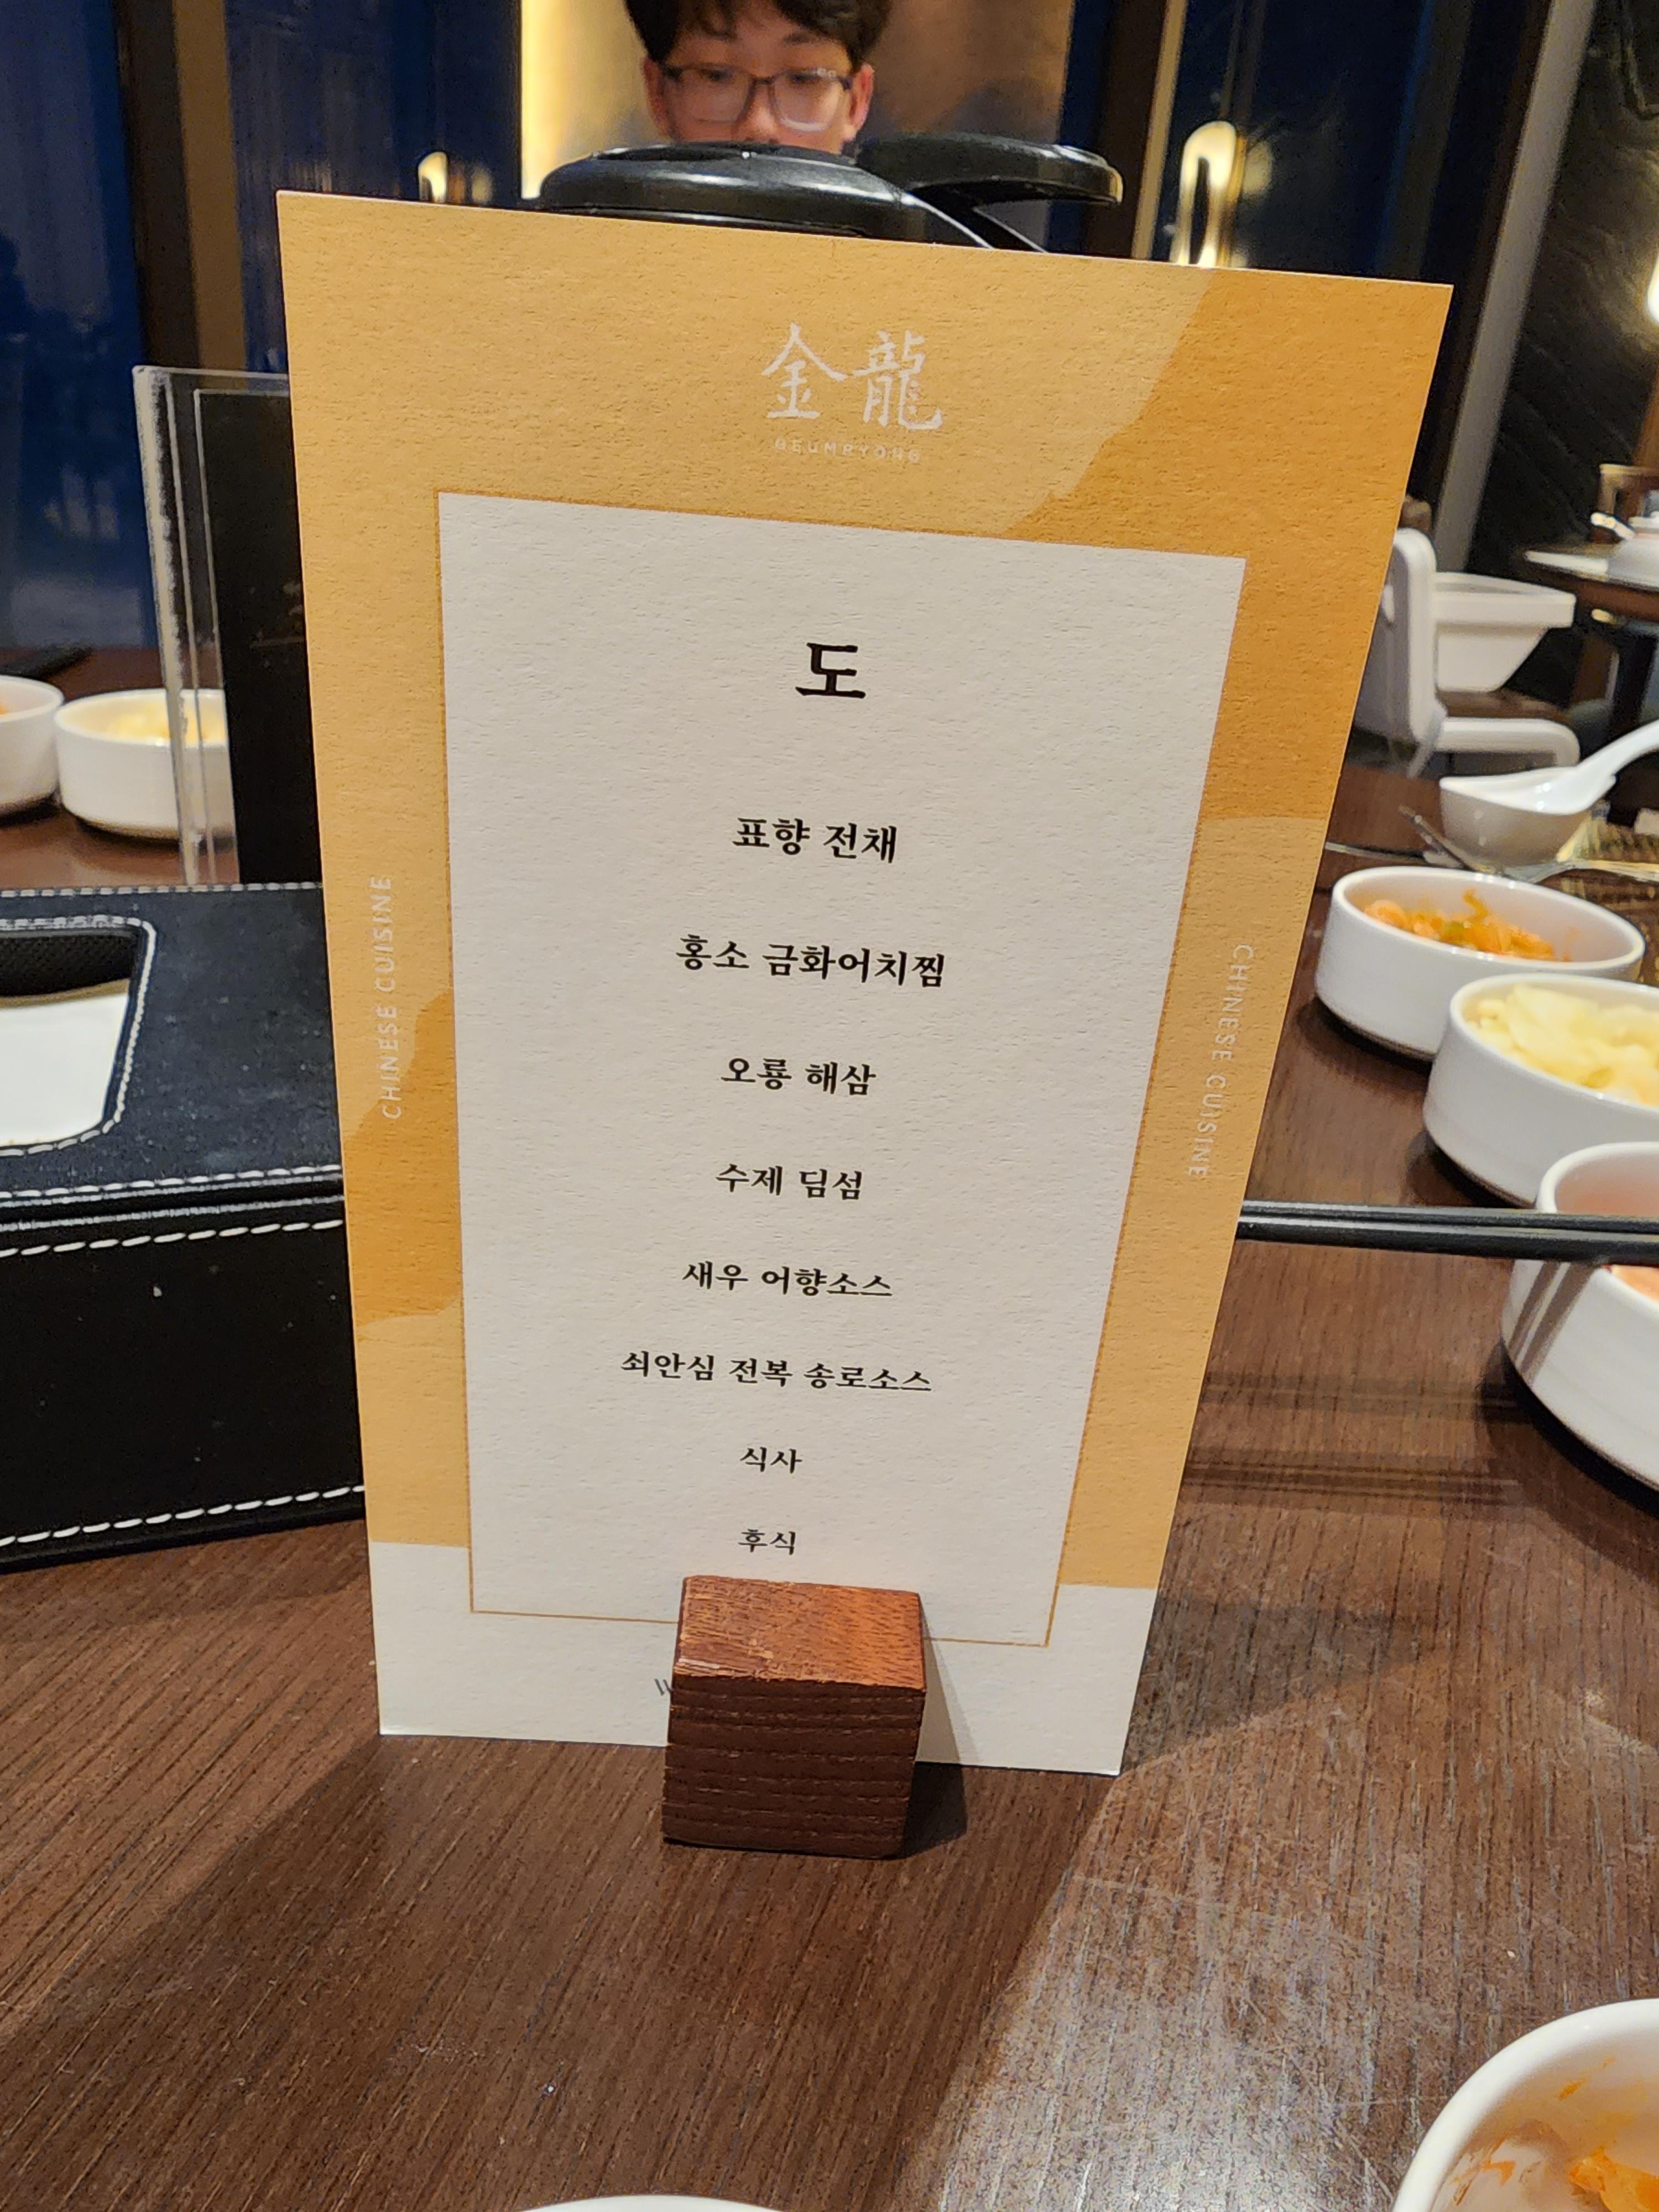 金龍
GEUMRYONG
도
표향 전채
홍소 금화어치찜
오룡 해삼
수제 딤섬
새우 어향소스
쇠안심 전복 송로소스
식사
후식
CHINESE CUISINE
CHINESE CUISINE